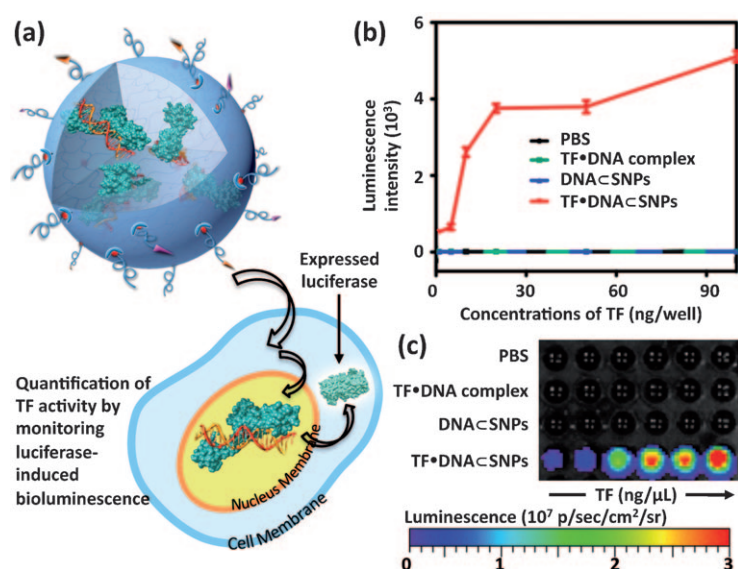 (a)
Expressed
luciferase
Quantification of
TF activity by
monitoring
luciferase-
induced
bioluminescence
Nucleus Membrane
Cell Membrane
(b)
Luminescence
intensity (10³)
6
4
2
0
PBS
TF•DNA complex
DNA⊂SNPs
TF•DNA⊂SNPs
0 30 60 90
Concentrations of TF (ng/well)
(c)
PBS
TF•DNA complex
DNA⊂SNPs
TF•DNA⊂SNPs
TF (ng/µL)
Luminescence (10⁷ p/sec/cm²/sr)
0 1 2 3